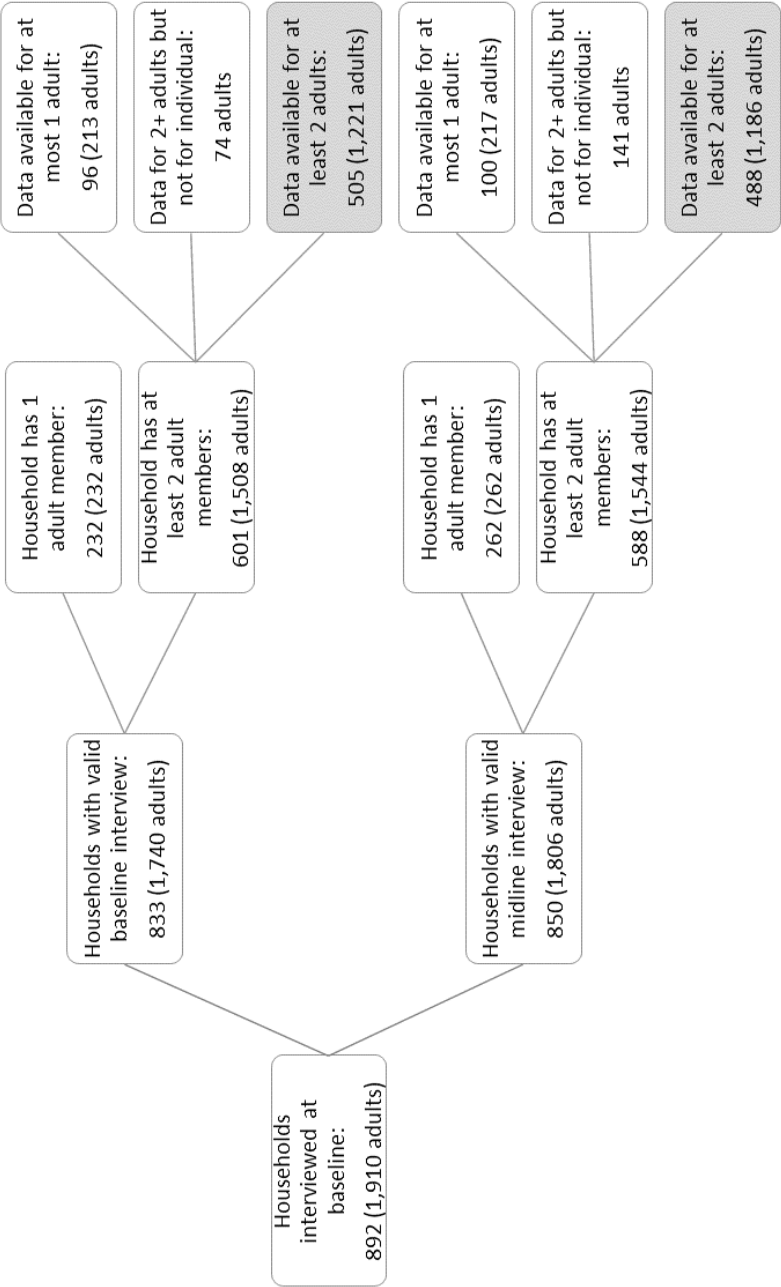 Households
interviewed at
baseline:
892 (1,910 adults)
Households with valid
baseline interview:
833 (1,740 adults)
Households with valid
midline interview:
850 (1,806 adults)
Household has 1
adult member:
232 (232 adults)
Household has at
least 2 adult
members:
601 (1,508 adults)
Household has 1
adult member:
262 (262 adults)
Household has at
least 2 adult
members:
588 (1,544 adults)
Data available for at
most 1 adult:
96 (213 adults)
Data for 2+ adults but
not for individual:
74 adults
Data available for at
least 2 adults:
505 (1,221 adults)
Data available for at
most 1 adult:
100 (217 adults)
Data for 2+ adults but
not for individual:
141 adults
Data available for at
least 2 adults:
488 (1,186 adults)